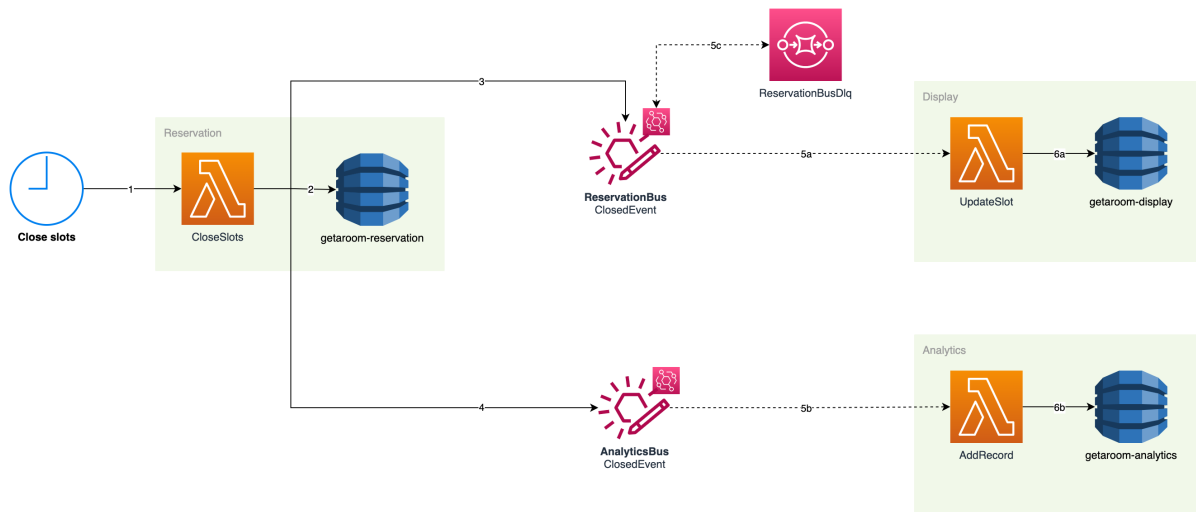 5c
ReservationBusDlq
3
Display
Reservation
5a
6a
1
2
ReservationBus
ClosedEvent
UpdateSlot
getaroom-display
Close slots
CloseSlots
getaroom-reservation
Analytics
4
5b
6b
AnalyticsBus
ClosedEvent
AddRecord
getaroom-analytics